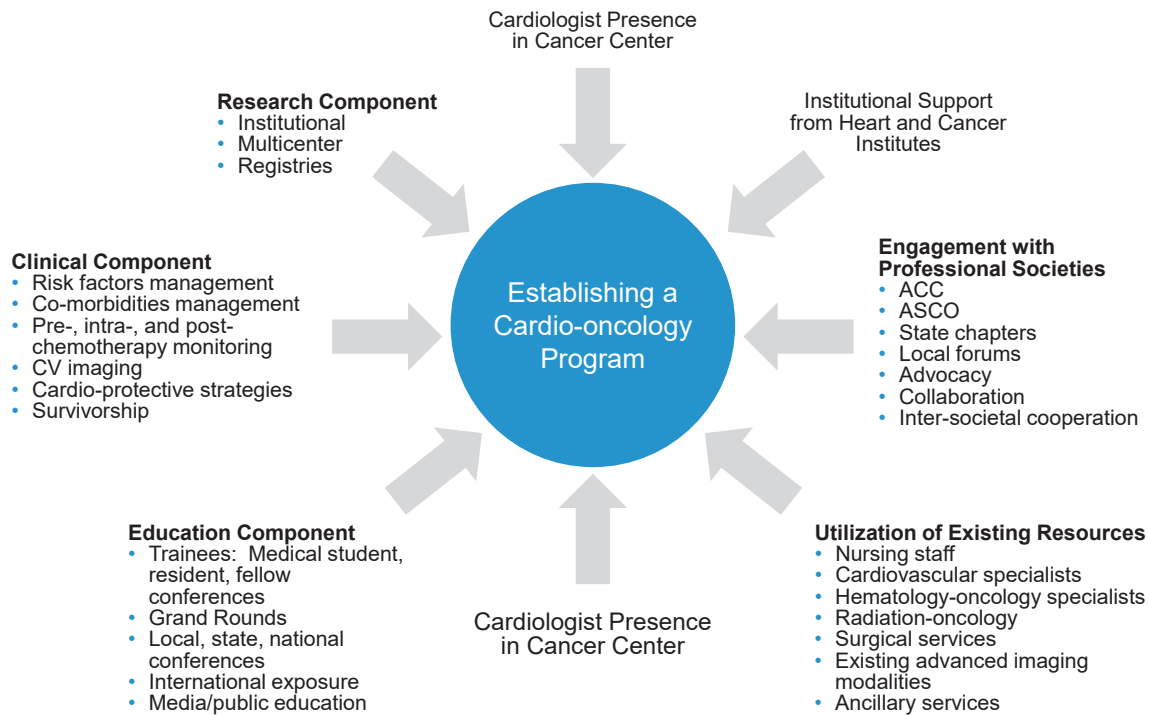 Cardiologist Presence
in Cancer Center
Research Component
• Institutional
• Multicenter
• Registries
Institutional Support
from Heart and Cancer
Institutes
Clinical Component
• Risk factors management
• Co-morbidities management
• Pre-, intra-, and post-
chemotherapy monitoring
• CV imaging
• Cardio-protective strategies
• Survivorship
Establishing a
Cardio-oncology
Program
Engagement with
Professional Societies
• ACC
• ASCO
• State chapters
• Local forums
• Advocacy
• Collaboration
• Inter-societal cooperation
Education Component
• Trainees: Medical student,
resident, fellow
conferences
• Grand Rounds
• Local, state, national
conferences
• International exposure
• Media/public education
Cardiologist Presence
in Cancer Center
Utilization of Existing Resources
• Nursing staff
• Cardiovascular specialists
• Hematology-oncology specialists
• Radiation-oncology
• Surgical services
• Existing advanced imaging
modalities
• Ancillary services